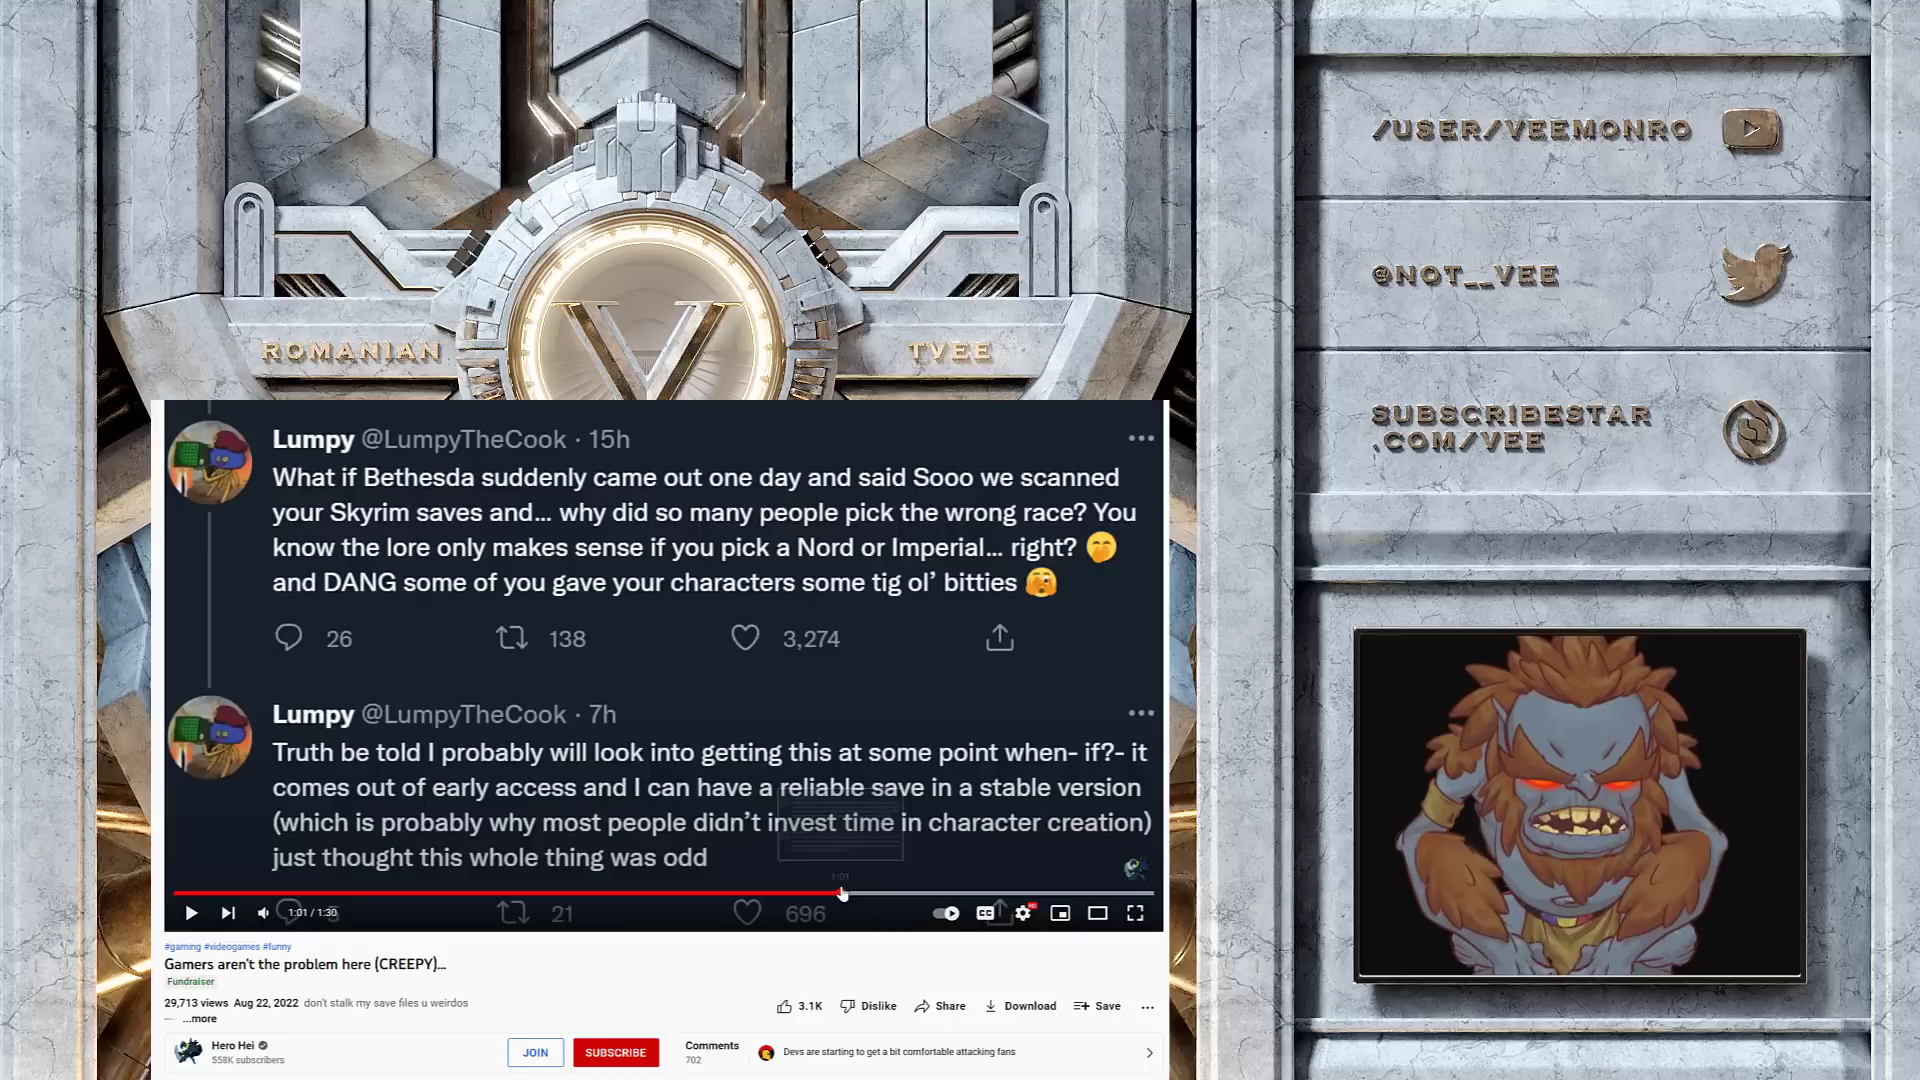 /USER/VEEMONRO
@NOT__VEE
SUBSCRIBESTAR
.COM/VEE
ROMANIAN
TVEE
V
Lumpy @LumpyTheCook · 15h
What if Bethesda suddenly came out one day and said Sooo we scanned
your Skyrim saves and... why did so many people pick the wrong race? You
know the lore only makes sense if you pick a Nord or Imperial... right? 🤭
and DANG some of you gave your characters some tig ol' bitties 🫣
26 138 3,274
Lumpy @LumpyTheCook · 7h
Truth be told I probably will look into getting this at some point when- if?- it
comes out of early access and I can have a reliable save in a stable version
(which is probably why most people didn't invest time in character creation)
just thought this whole thing was odd
1:01
1:01 / 1:30
5 21 696
CC
HD
#gaming #videogames #funny
Gamers aren't the problem here (CREEPY)...
Fundraiser
29,713 views Aug 22, 2022 don't stalk my save files u weirdos
...more
3.1K Dislike Share Download Save
Hero Hei
558K subscribers
JOIN
SUBSCRIBE
Comments
702
Devs are starting to get a bit comfortable attacking fans